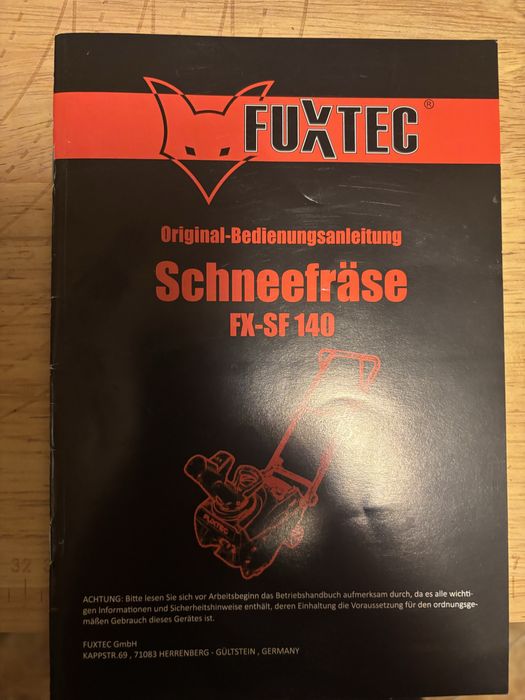 FUXTEC®
Original-Bedienungsanleitung
Schneefräse
FX-SF 140
FUXTEC
ACHTUNG: Bitte lesen Sie sich vor Arbeitsbeginn das Betriebshandbuch aufmerksam durch, da es alle wichti-
gen Informationen und Sicherheitshinweise enthält, deren Einhaltung die Voraussetzung für den ordnungsge-
mäßen Gebrauch dieses Gerätes ist.
FUXTEC GmbH
KAPPSTR.69 , 71083 HERRENBERG - GÜLTSTEIN , GERMANY
32